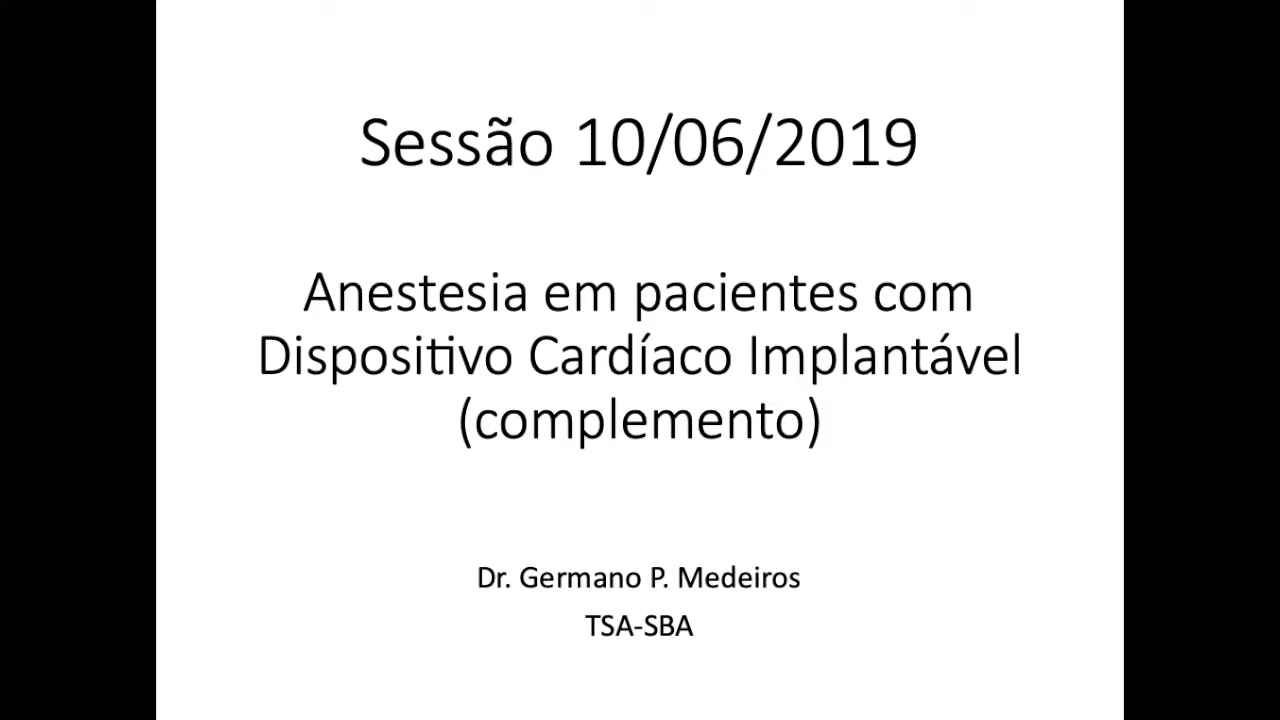 Sessão 10/06/2019
Anestesia em pacientes com
Dispositivo Cardíaco Implantável
(complemento)
Dr. Germano P. Medeiros
TSA-SBA